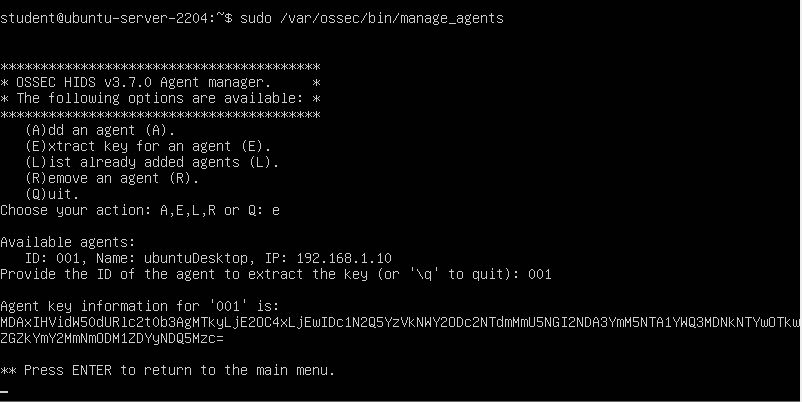 student@ubuntu-server-2204:~$ sudo /var/ossec/bin/manage_agents
****************************************
* OSSEC HIDS v3.7.0 Agent manager.     *
* The following options are available: *
****************************************
   (A)dd an agent (A).
   (E)xtract key for an agent (E).
   (L)ist already added agents (L).
   (R)emove an agent (R).
   (Q)uit.
Choose your action: A,E,L,R or Q: e
Available agents:
   ID: 001, Name: ubuntuDesktop, IP: 192.168.1.10
Provide the ID of the agent to extract the key (or '\q' to quit): 001
Agent key information for '001' is:
MDAxIHVidW50dURlc2t0b3AgMTkyLjE2OC4xLjEwIDc1N2Q5YzVkNWY2ODc2NTdmMmU5NGI2NDA3YmM5NTA1YWQ3MDNkNTYwOTkw
ZGZkYmY2MmNmODM1ZDYyNDQ5Mzc=
** Press ENTER to return to the main menu.